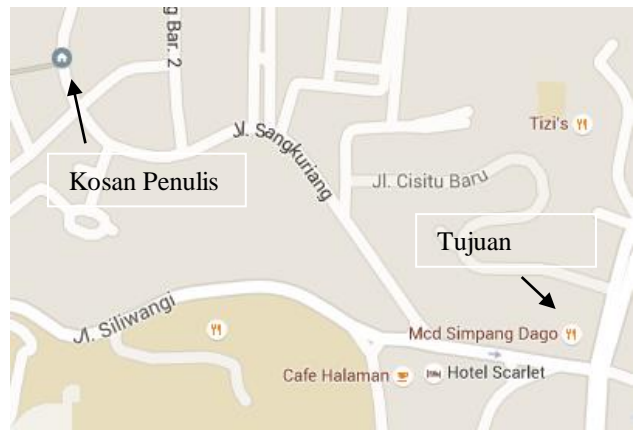 g Bar. 2
Jl. Sangkuriang
Tizi's
Kosan Penulis
Jl. Cisitu Baru
Tujuan
Jl. Siliwangi
Mcd Simpang Dago
Cafe Halaman
Hotel Scarlet